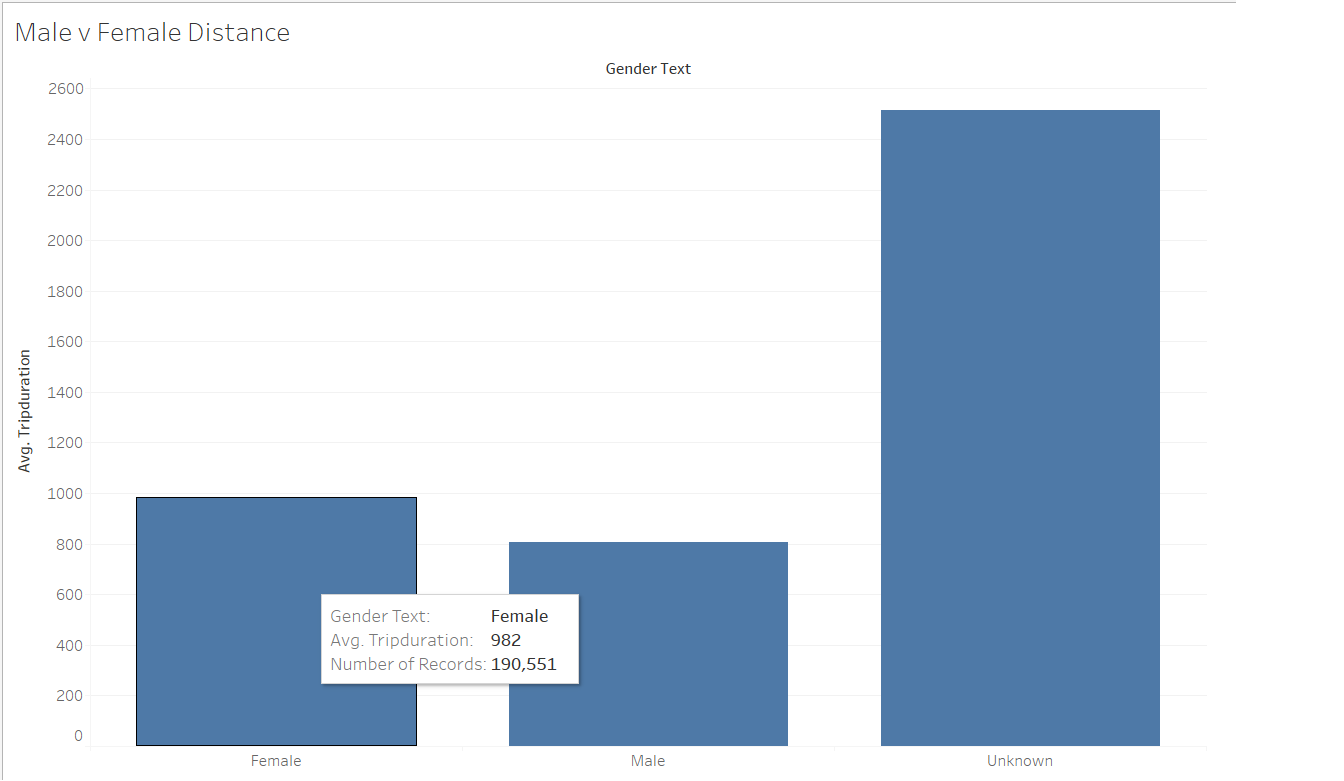 Male v Female Distance
Gender Text
2600
2400
2200
2000
1800
1600
1400
1200
1000
800
600
400
200
0
Avg. Tripduration
Gender Text: Female
Avg. Tripduration: 982
Number of Records: 190,551
Female Male Unknown